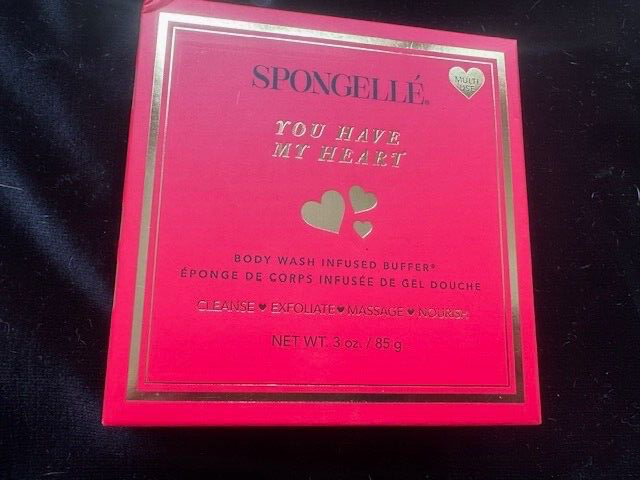 SPONGELLÉ®
MULTI
USE
YOU HAVE
MY HEART
BODY WASH INFUSED BUFFER®
ÉPONGE DE CORPS INFUSÉE DE GEL DOUCHE
CLEANSE ♥ EXFOLIATE ♥ MASSAGE ♥ NOURISH
NET WT. 3 oz. / 85 g